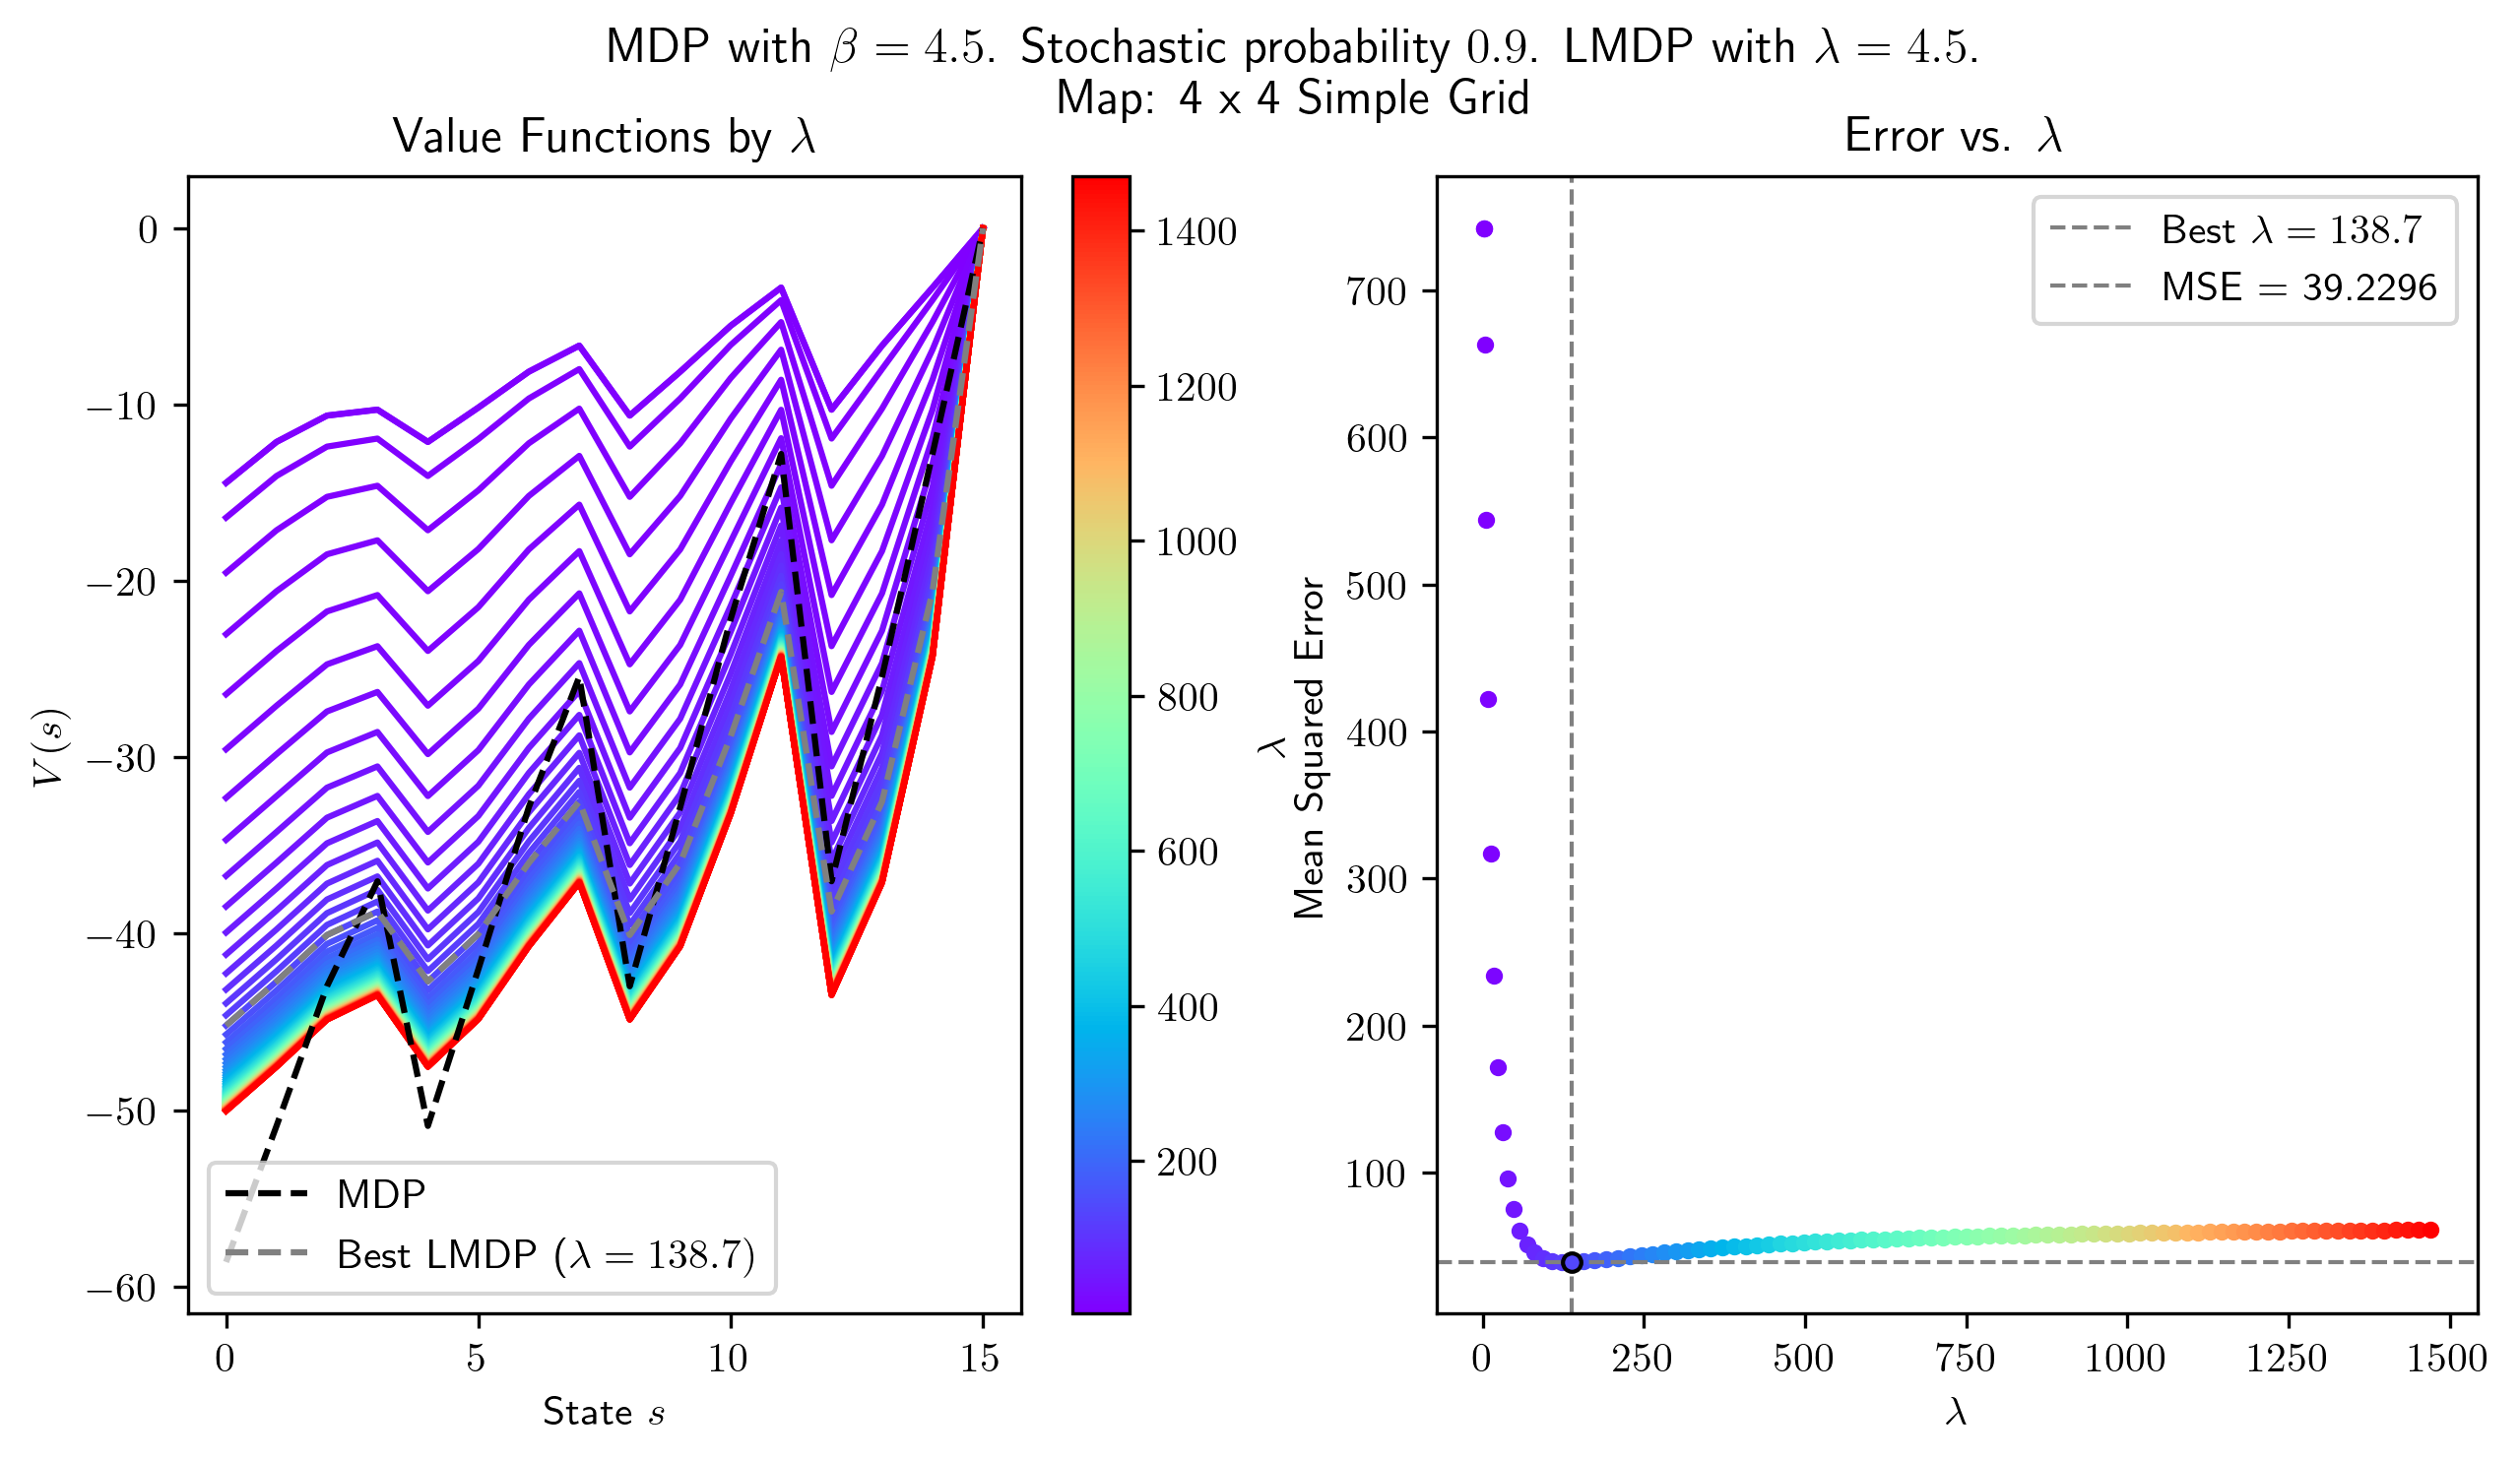 MDP with β = 4.5. Stochastic probability 0.9. LMDP with λ = 4.5.
Map: 4 x 4 Simple Grid
Value Functions by λ
V(s)
0
−10
−20
−30
−40
−50
−60
MDP
Best LMDP (λ = 138.7)
0 5 10 15
State s
1400
1200
1000
800
600
400
200
λ
Error vs. λ
Mean Squared Error
700
600
500
400
300
200
100
Best λ = 138.7
MSE = 39.2296
0 250 500 750 1000 1250 1500
λ